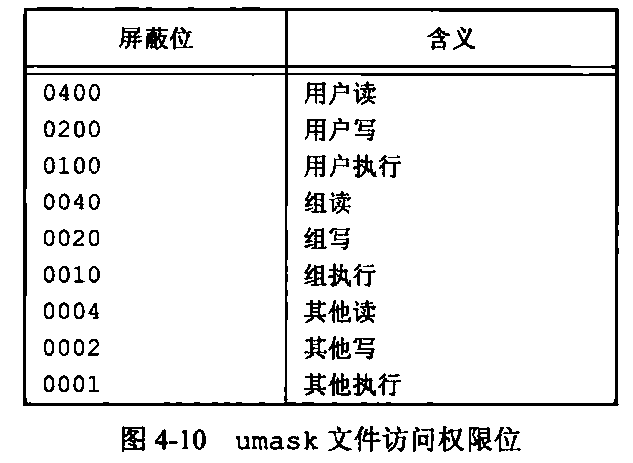 屏蔽位 含义
0400 用户读
0200 用户写
0100 用户执行
0040 组读
0020 组写
0010 组执行
0004 其他读
0002 其他写
0001 其他执行
图 4-10 umask 文件访问权限位